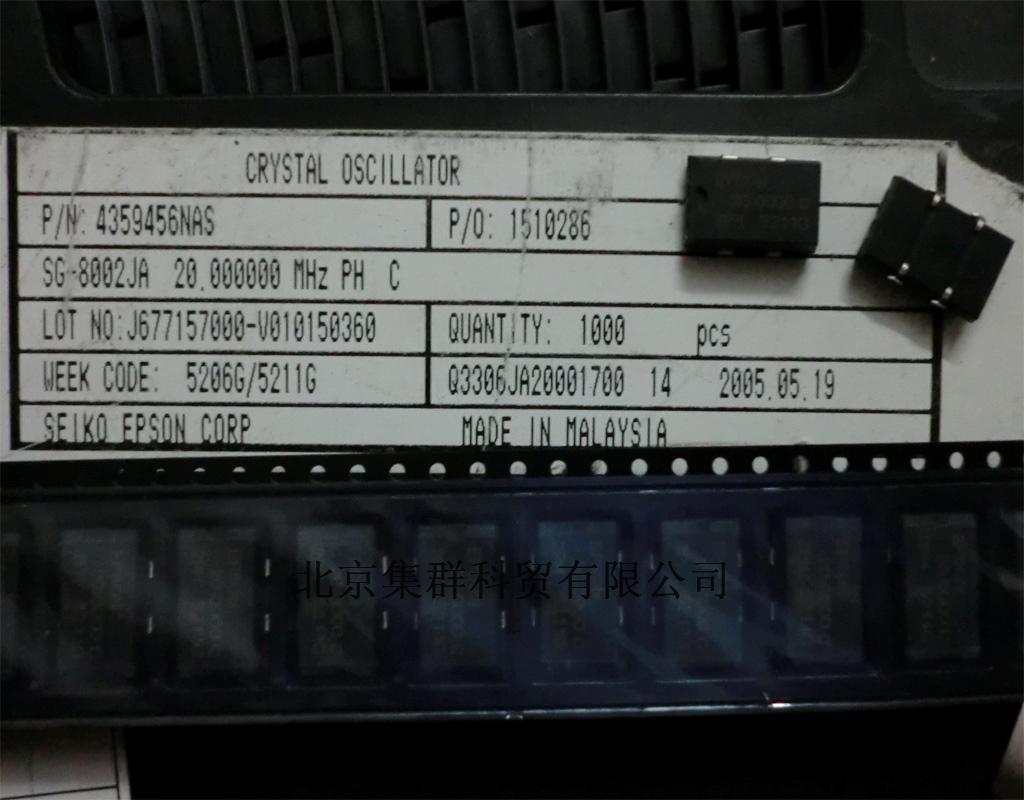 CRYSTAL OSCILLATOR
P/N: 4359456NAS P/O: 1510286
SG-8002JA 20.000000 MHz PH C
LOT NO:J677157000-V010150360 QUANTITY: 1000 pcs
WEEK CODE: 5206G/5211G Q3306JA20001700 14 2005.05.19
SEIKO EPSON CORP MADE IN MALAYSIA
北京集群科贸有限公司